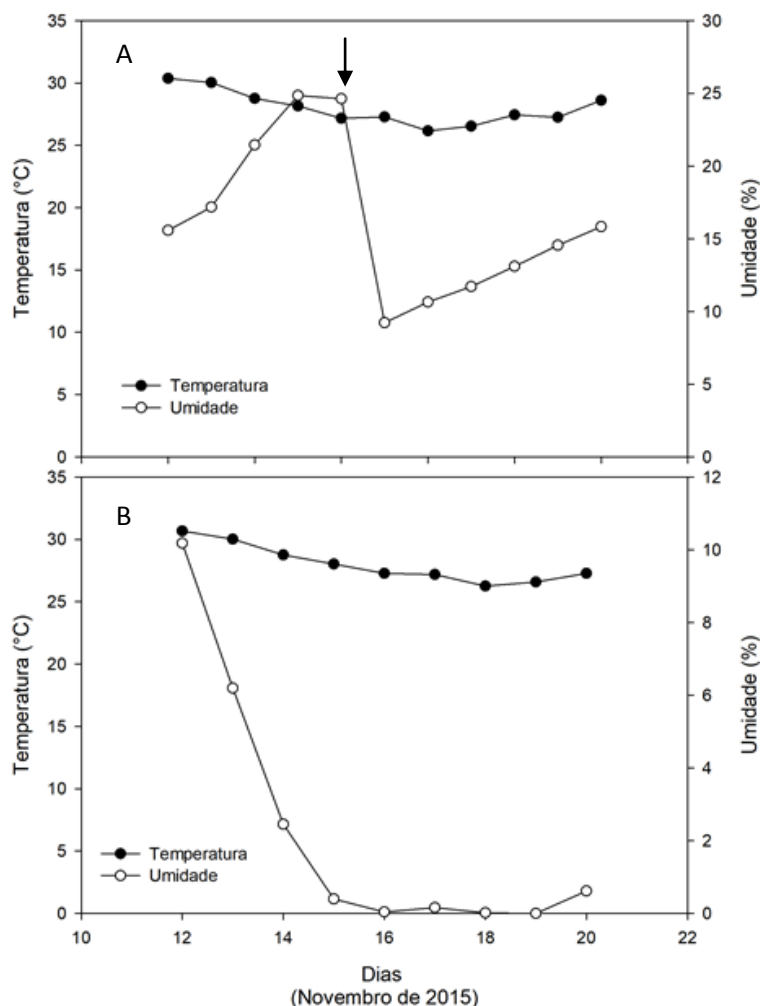 35
30
25
20
15
10
5
0
Temperatura (°C)
A
Temperatura
Umidade
30
25
20
15
10
5
0
Umidade (%)
35
30
25
20
15
10
5
0
Temperatura (°C)
B
Temperatura
Umidade
12
10
8
6
4
2
0
Umidade (%)
10 12 14 16 18 20 22
Dias
(Novembro de 2015)